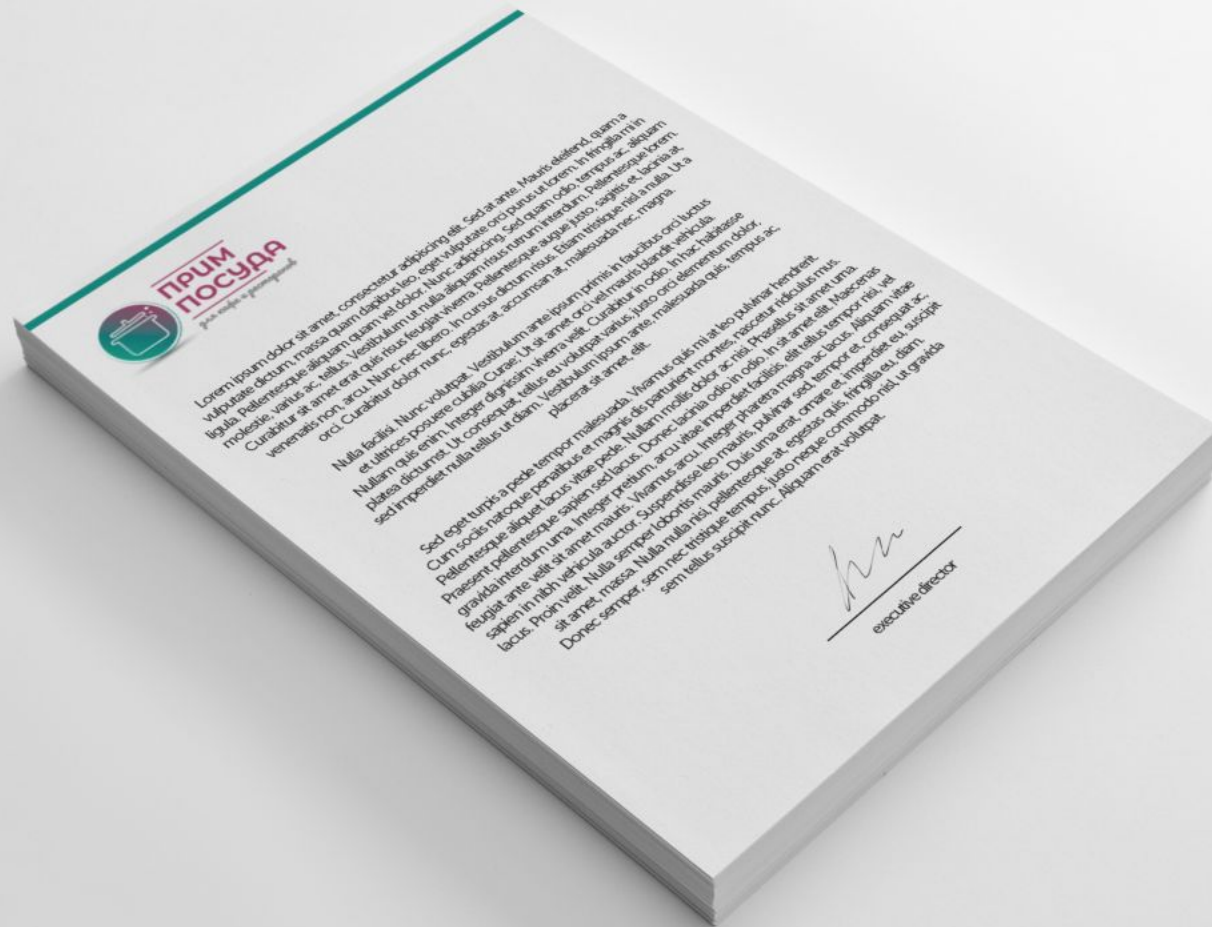 ПРИМ
ПОСУДА
для кафе и ресторанов
Lorem ipsum dolor sit amet, consectetur adipiscing elit. Sed at ante. Mauris eleifend, quam a
vulputate dictum, massa quam dapibus leo, eget vulputate orci purus ut lorem. In fringilla mi in
ligula. Pellentesque aliquam quam vel dolor. Nunc adipiscing. Sed quam odio, tempus ac, aliquam
molestie, varius ac, tellus. Vestibulum ut nulla aliquam risus rutrum interdum. Pellentesque lorem.
Curabitur sit amet erat quis risus feugiat viverra. Pellentesque augue justo, sagittis et, lacinia at,
venenatis non, arcu. Nunc nec libero. In cursus dictum risus. Etiam tristique nisl a nulla. Ut a
orci. Curabitur dolor nunc, egestas at, accumsan at, malesuada nec, magna.
Nulla facilisi. Nunc volutpat. Vestibulum ante ipsum primis in faucibus orci luctus
et ultrices posuere cubilia Curae; Ut sit amet orci vel mauris blandit vehicula.
Nullam quis enim. Integer dignissim viverra velit. Curabitur in odio. In hac habitasse
platea dictumst. Ut consequat, tellus eu volutpat varius, justo orci elementum dolor,
sed imperdiet nulla tellus ut diam. Vestibulum ipsum ante, malesuada quis, tempus ac,
placerat sit amet, elit.
Sed eget turpis a pede tempor malesuada. Vivamus quis mi at leo pulvinar hendrerit.
Cum sociis natoque penatibus et magnis dis parturient montes, nascetur ridiculus mus.
Pellentesque aliquet lacus vitae pede. Nullam mollis dolor ac nisi. Phasellus sit amet urna.
Praesent pellentesque sapien sed lacus. Donec lacinia odio in odio. In sit amet elit. Maecenas
gravida interdum urna. Integer pretium, arcu vitae imperdiet facilisis, elit tellus tempor nisi, vel
feugiat ante velit sit amet mauris. Vivamus arcu. Integer pharetra magna ac lacus. Aliquam vitae
sapien in nibh vehicula auctor. Suspendisse leo mauris, pulvinar sed, tempor et, consequat ac,
lacus. Proin velit. Nulla semper lobortis mauris. Duis urna erat, ornare et, imperdiet eu, suscipit
sit amet, massa. Nulla nulla nisi, pellentesque at, egestas quis, fringilla eu, diam.
Donec semper, sem nec tristique tempus, justo neque commodo nisl, ut gravida
sem tellus suscipit nunc. Aliquam erat volutpat.
executive director